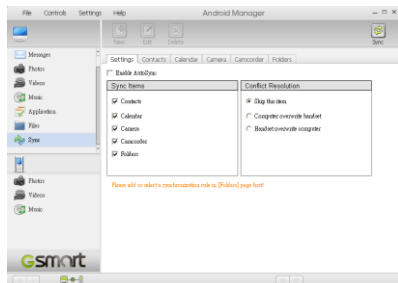 File Controls Settings Help Android Manager
New Edit Delete Sync
Messages
Photos
Videos
Music
Application
Files
Sync
Photos
Videos
Music
Gsmart
Settings Contacts Calendar Camera Camcorder Folders
Enable AutoSync
Sync Items
Contacts
Calendar
Camera
Camcorder
Folders
Conflict Resolution
Skip this item
Computer overwrite handset
Handset overwrite computer
Please add or select a synchronization rule in [Folders] page first!